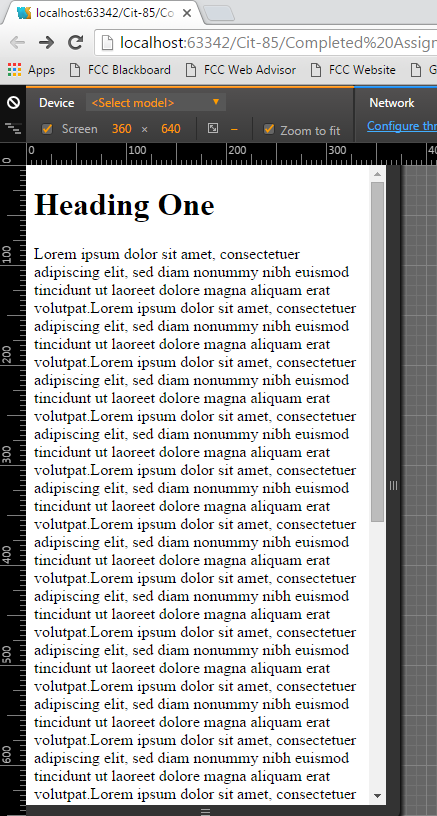 localhost:63342/Cit-85/Co
localhost:63342/Cit-85/Completed%20Assign
Apps FCC Blackboard FCC Web Advisor FCC Website G
Device <Select model> Network
Screen 360 × 640 Zoom to fit Configure thr
0 100 200 300 40
0
100
200
300
400
500
600
Heading One
Lorem ipsum dolor sit amet, consectetuer
adipiscing elit, sed diam nonummy nibh euismod
tincidunt ut laoreet dolore magna aliquam erat
volutpat.Lorem ipsum dolor sit amet, consectetuer
adipiscing elit, sed diam nonummy nibh euismod
tincidunt ut laoreet dolore magna aliquam erat
volutpat.Lorem ipsum dolor sit amet, consectetuer
adipiscing elit, sed diam nonummy nibh euismod
tincidunt ut laoreet dolore magna aliquam erat
volutpat.Lorem ipsum dolor sit amet, consectetuer
adipiscing elit, sed diam nonummy nibh euismod
tincidunt ut laoreet dolore magna aliquam erat
volutpat.Lorem ipsum dolor sit amet, consectetuer
adipiscing elit, sed diam nonummy nibh euismod
tincidunt ut laoreet dolore magna aliquam erat
volutpat.Lorem ipsum dolor sit amet, consectetuer
adipiscing elit, sed diam nonummy nibh euismod
tincidunt ut laoreet dolore magna aliquam erat
volutpat.Lorem ipsum dolor sit amet, consectetuer
adipiscing elit, sed diam nonummy nibh euismod
tincidunt ut laoreet dolore magna aliquam erat
volutpat.Lorem ipsum dolor sit amet, consectetuer
adipiscing elit, sed diam nonummy nibh euismod
tincidunt ut laoreet dolore magna aliquam erat
volutpat.Lorem ipsum dolor sit amet, consectetuer
adipiscing elit, sed diam nonummy nibh euismod
tincidunt ut laoreet dolore magna aliquam erat
volutpat.Lorem ipsum dolor sit amet, consectetuer
adipiscing elit, sed diam nonummy nibh euismod
tincidunt ut laoreet dolore magna aliquam erat
volutpat.Lorem ipsum dolor sit amet, consectetuer